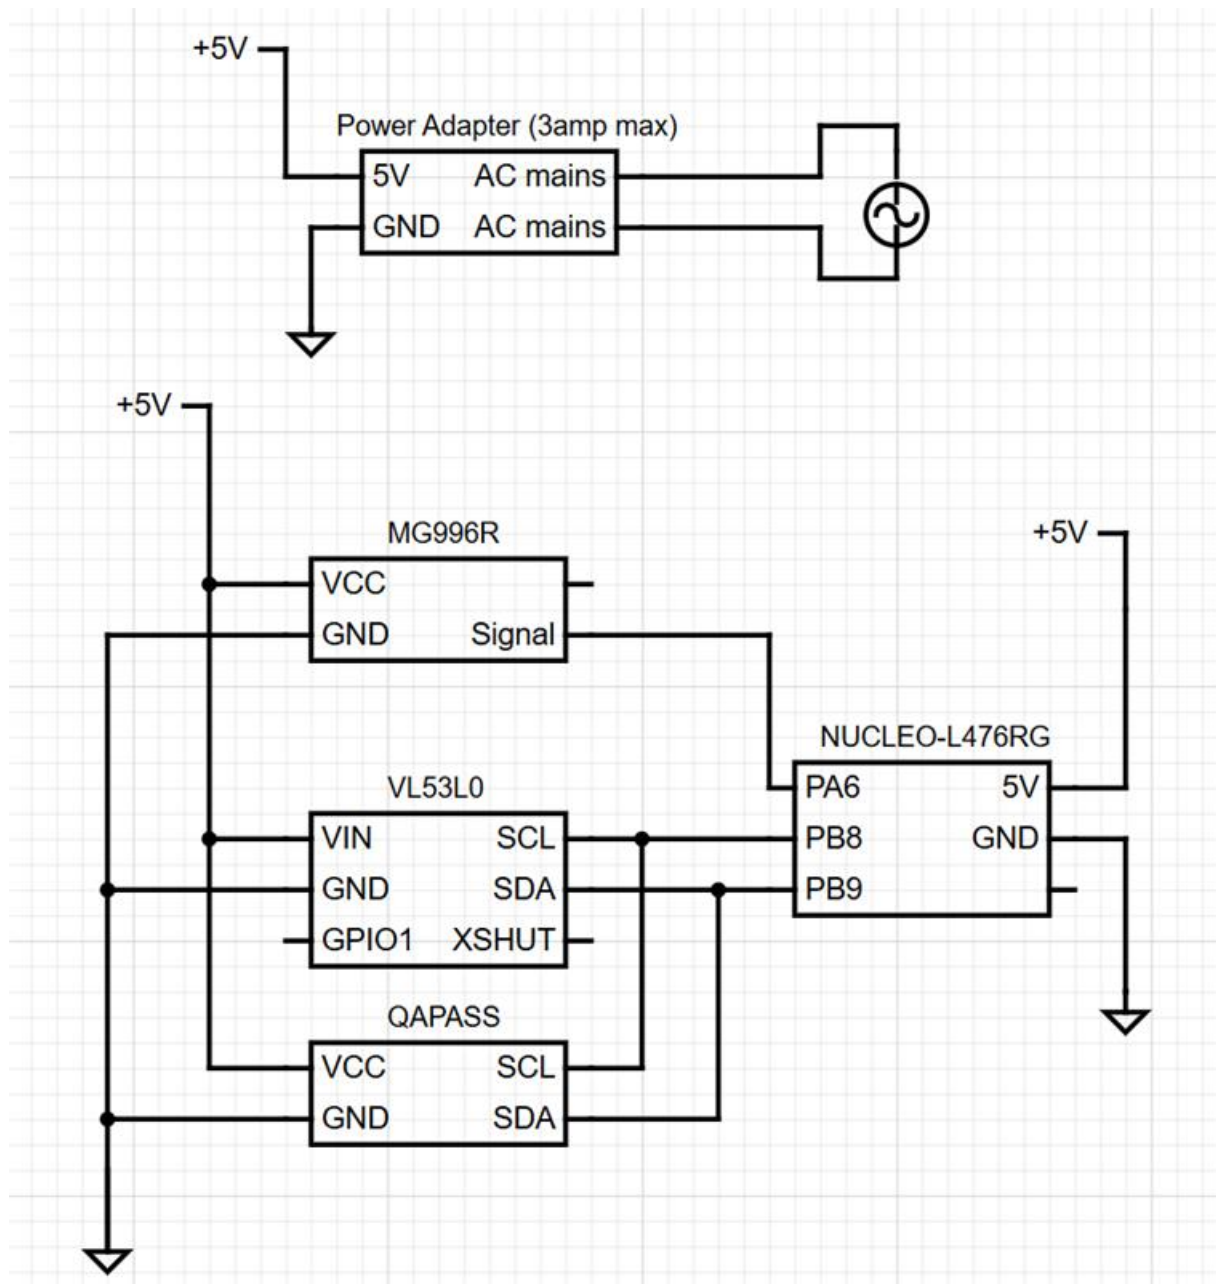 +5V
Power Adapter (3amp max)
5V AC mains
GND AC mains
+5V
MG996R
VCC
GND Signal
+5V
NUCLEO-L476RG
PA6 5V
PB8 GND
PB9
VL53L0
VIN SCL
GND SDA
GPIO1 XSHUT
QAPASS
VCC SCL
GND SDA